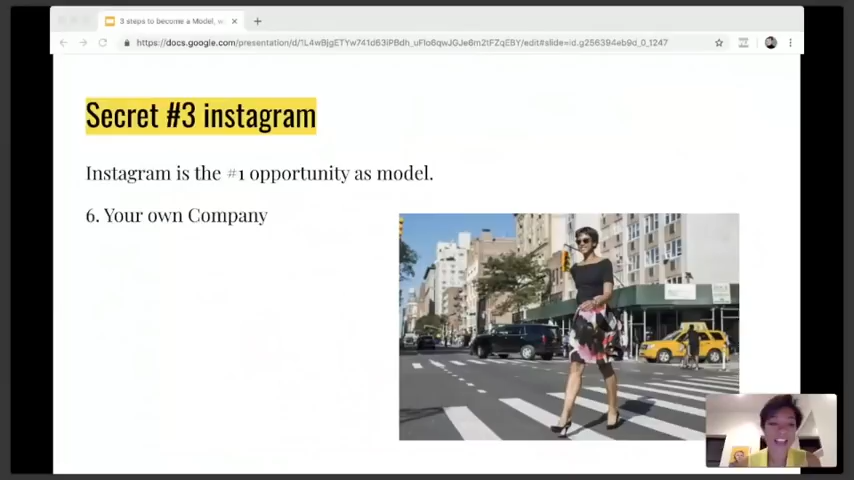 3 steps to become a Model, w
https://docs.google.com/presentation/d/1L4wBjgETYw741d63iPBdh_uFlo6qwJGJe6m2tFZqEBY/edit#slide=id.g256394eb9d_0_1247
Secret #3 instagram
Instagram is the #1 opportunity as model.
6. Your own Company